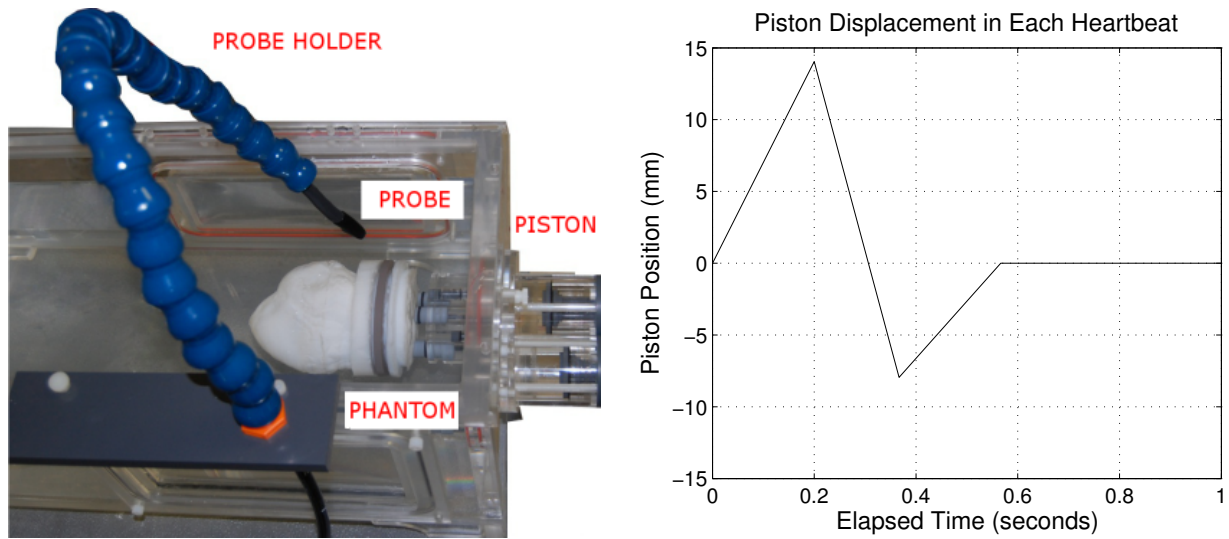 PROBE HOLDER
PROBE
PISTON
PHANTOM
Piston Displacement in Each Heartbeat
Piston Position (mm)
15
10
5
0
−5
−10
−15
0
0.2
0.4
0.6
0.8
1
Elapsed Time (seconds)